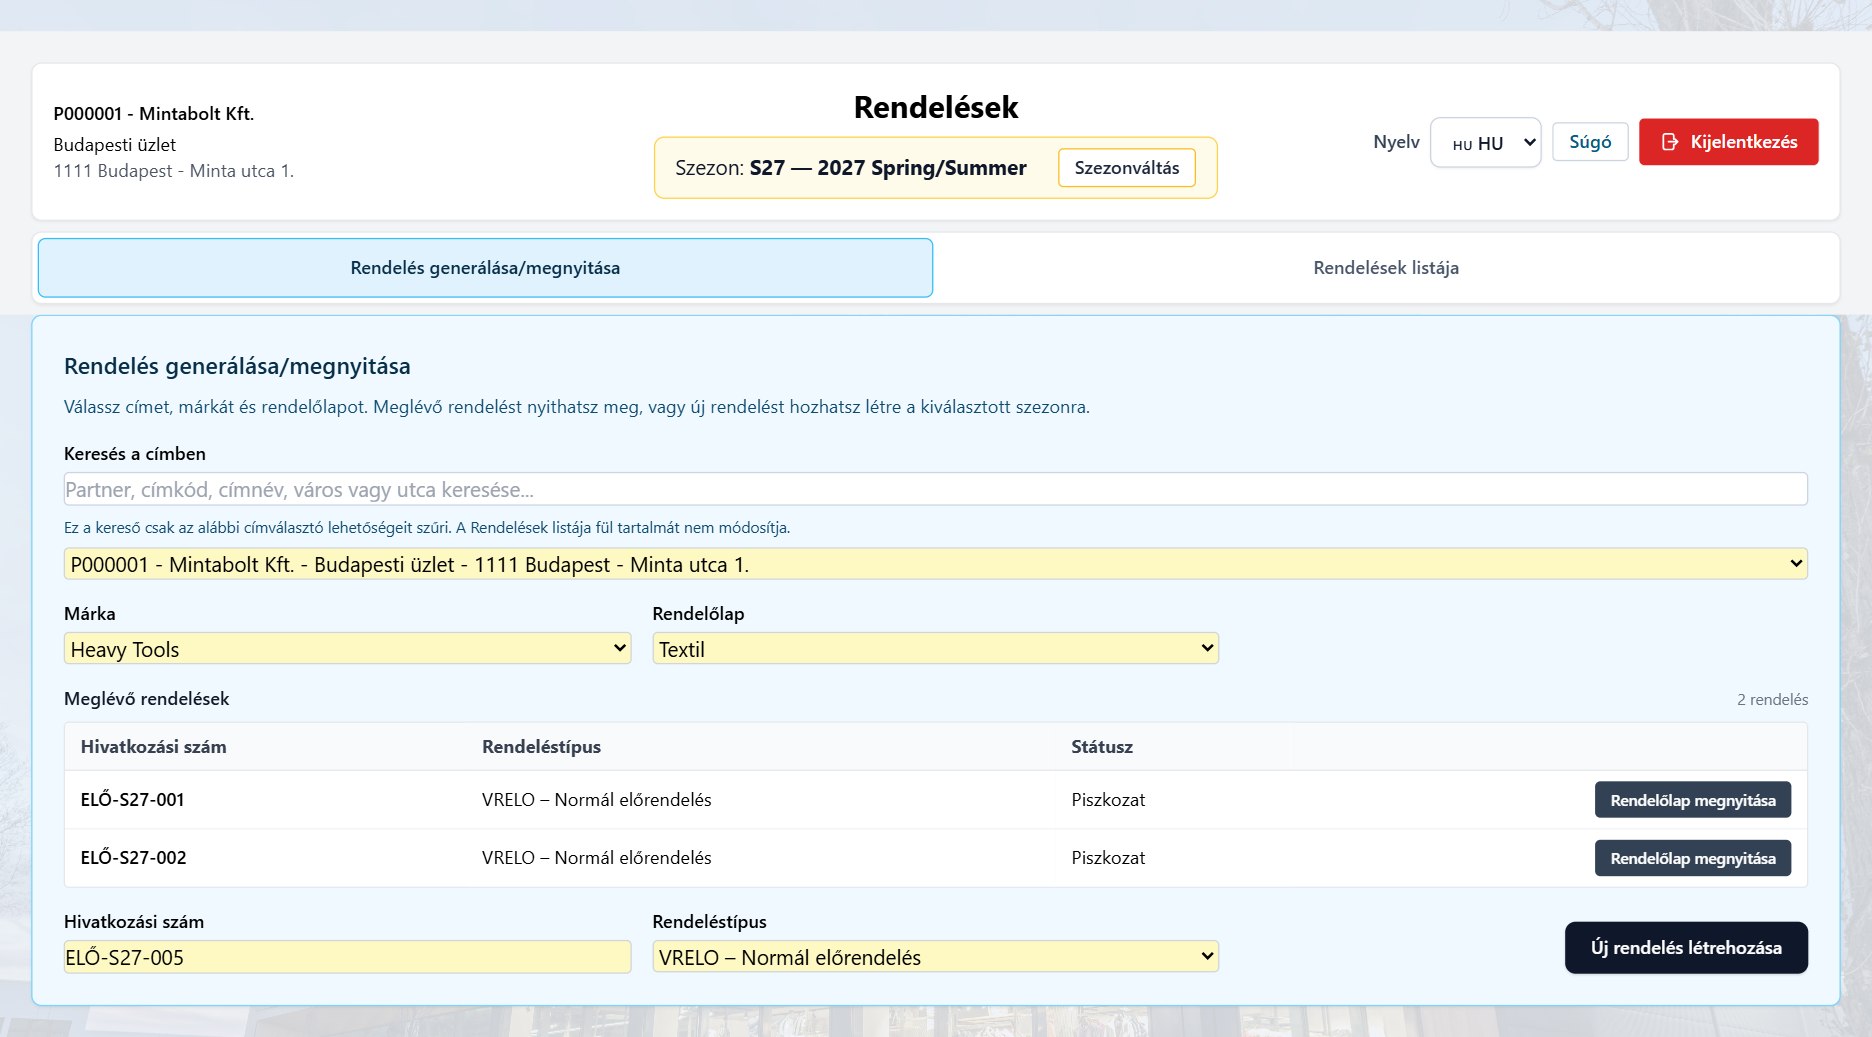 P000001 - Mintabolt Kft.
Budapesti üzlet
1111 Budapest - Minta utca 1.
Rendelések
Szezon: S27 — 2027 Spring/Summer
Szezonváltás
Nyelv
HU HU
Súgó
Kijelentkezés
Rendelés generálása/megnyitása
Rendelések listája
Rendelés generálása/megnyitása
Válassz címet, márkát és rendelőlapot. Meglévő rendelést nyithatsz meg, vagy új rendelést hozhatsz létre a kiválasztott szezonra.
Keresés a címben
Partner, címkód, címnév, város vagy utca keresése...
Ez a kereső csak az alábbi címválasztó lehetőségeit szűri. A Rendelések listája fül tartalmát nem módosítja.
P000001 - Mintabolt Kft. - Budapesti üzlet - 1111 Budapest - Minta utca 1.
Márka
Rendelőlap
Heavy Tools
Textil
Meglévő rendelések
2 rendelés
Hivatkozási szám
Rendeléstípus
Státusz
ELŐ-S27-001
VRELO – Normál előrendelés
Piszkozat
Rendelőlap megnyitása
ELŐ-S27-002
VRELO – Normál előrendelés
Piszkozat
Rendelőlap megnyitása
Hivatkozási szám
Rendeléstípus
ELŐ-S27-005
VRELO – Normál előrendelés
Új rendelés létrehozása